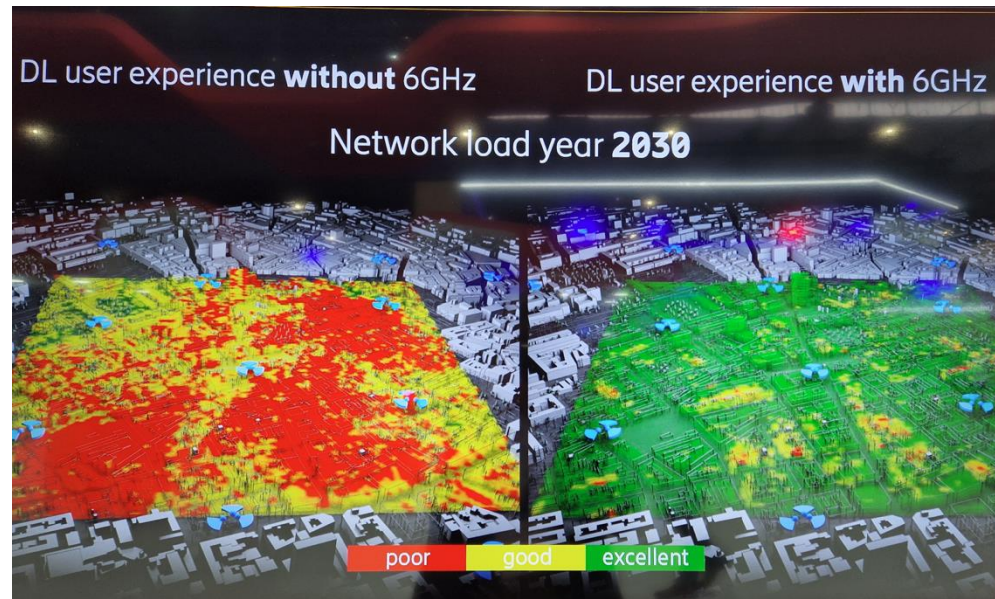 DL user experience without 6GHz
DL user experience with 6GHz
Network load year 2030
poor good excellent